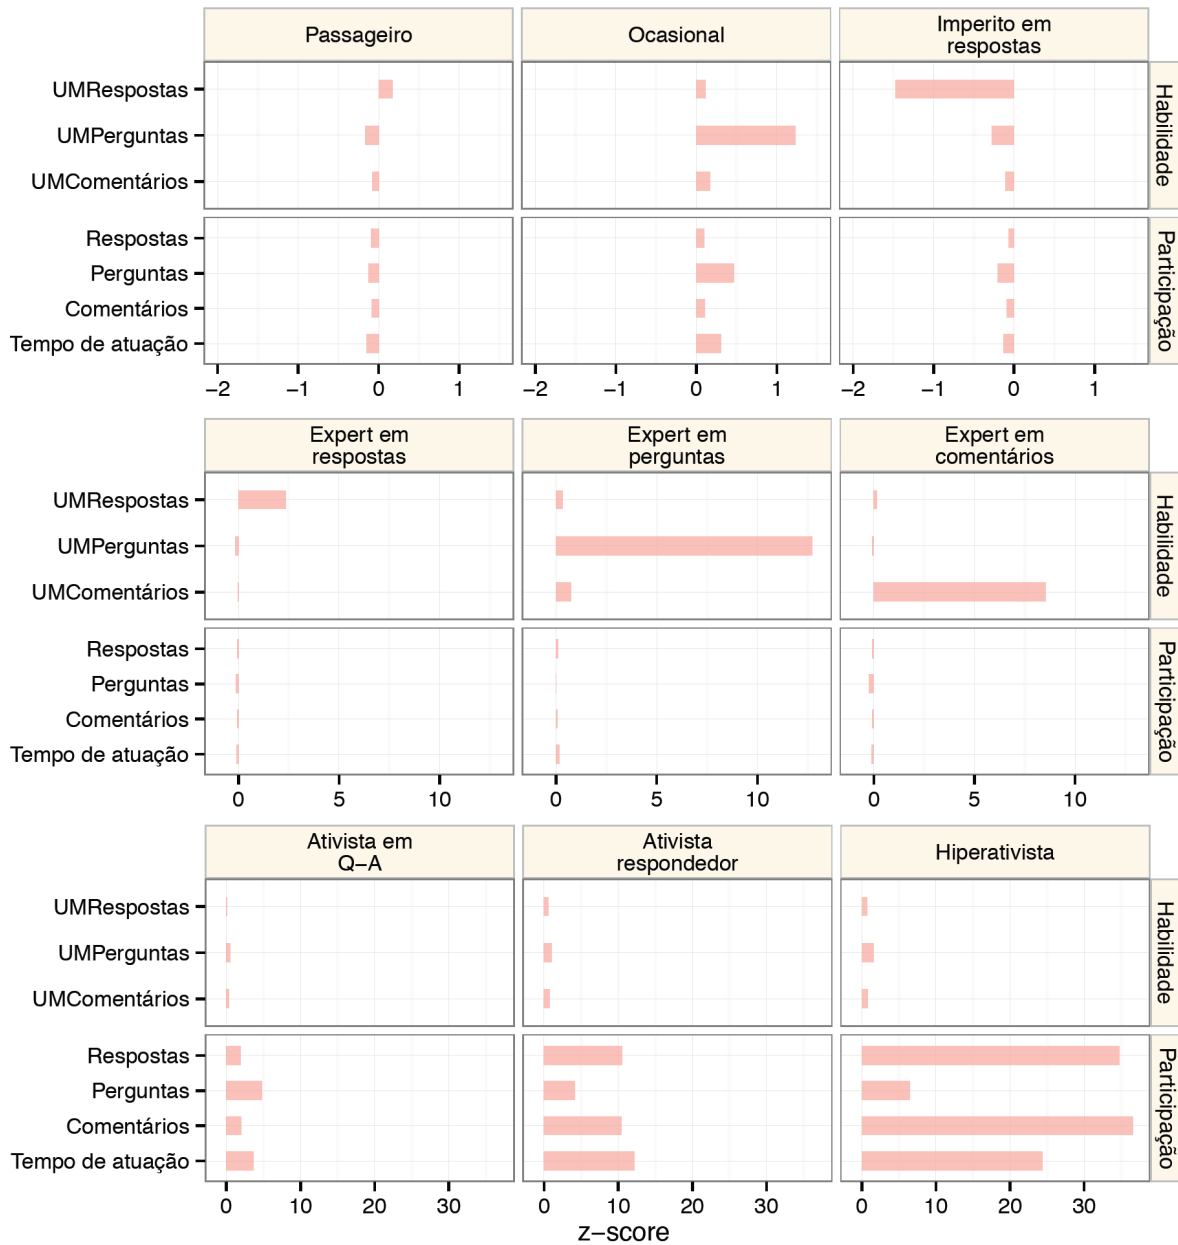 Passageiro
Ocasional
Imperito em
respostas
UMRespostas
UMPerguntas
UMComentários
Habilidade
Respostas
Perguntas
Comentários
Tempo de atuação
Participação
−2 −1 0 1
−2 −1 0 1
−2 −1 0 1
Expert em
respostas
Expert em
perguntas
Expert em
comentários
UMRespostas
UMPerguntas
UMComentários
Habilidade
Respostas
Perguntas
Comentários
Tempo de atuação
Participação
0 5 10
0 5 10
0 5 10
Ativista em
Q−A
Ativista
respondedor
Hiperativista
UMRespostas
UMPerguntas
UMComentários
Habilidade
Respostas
Perguntas
Comentários
Tempo de atuação
Participação
0 10 20 30
0 10 20 30
0 10 20 30
z−score